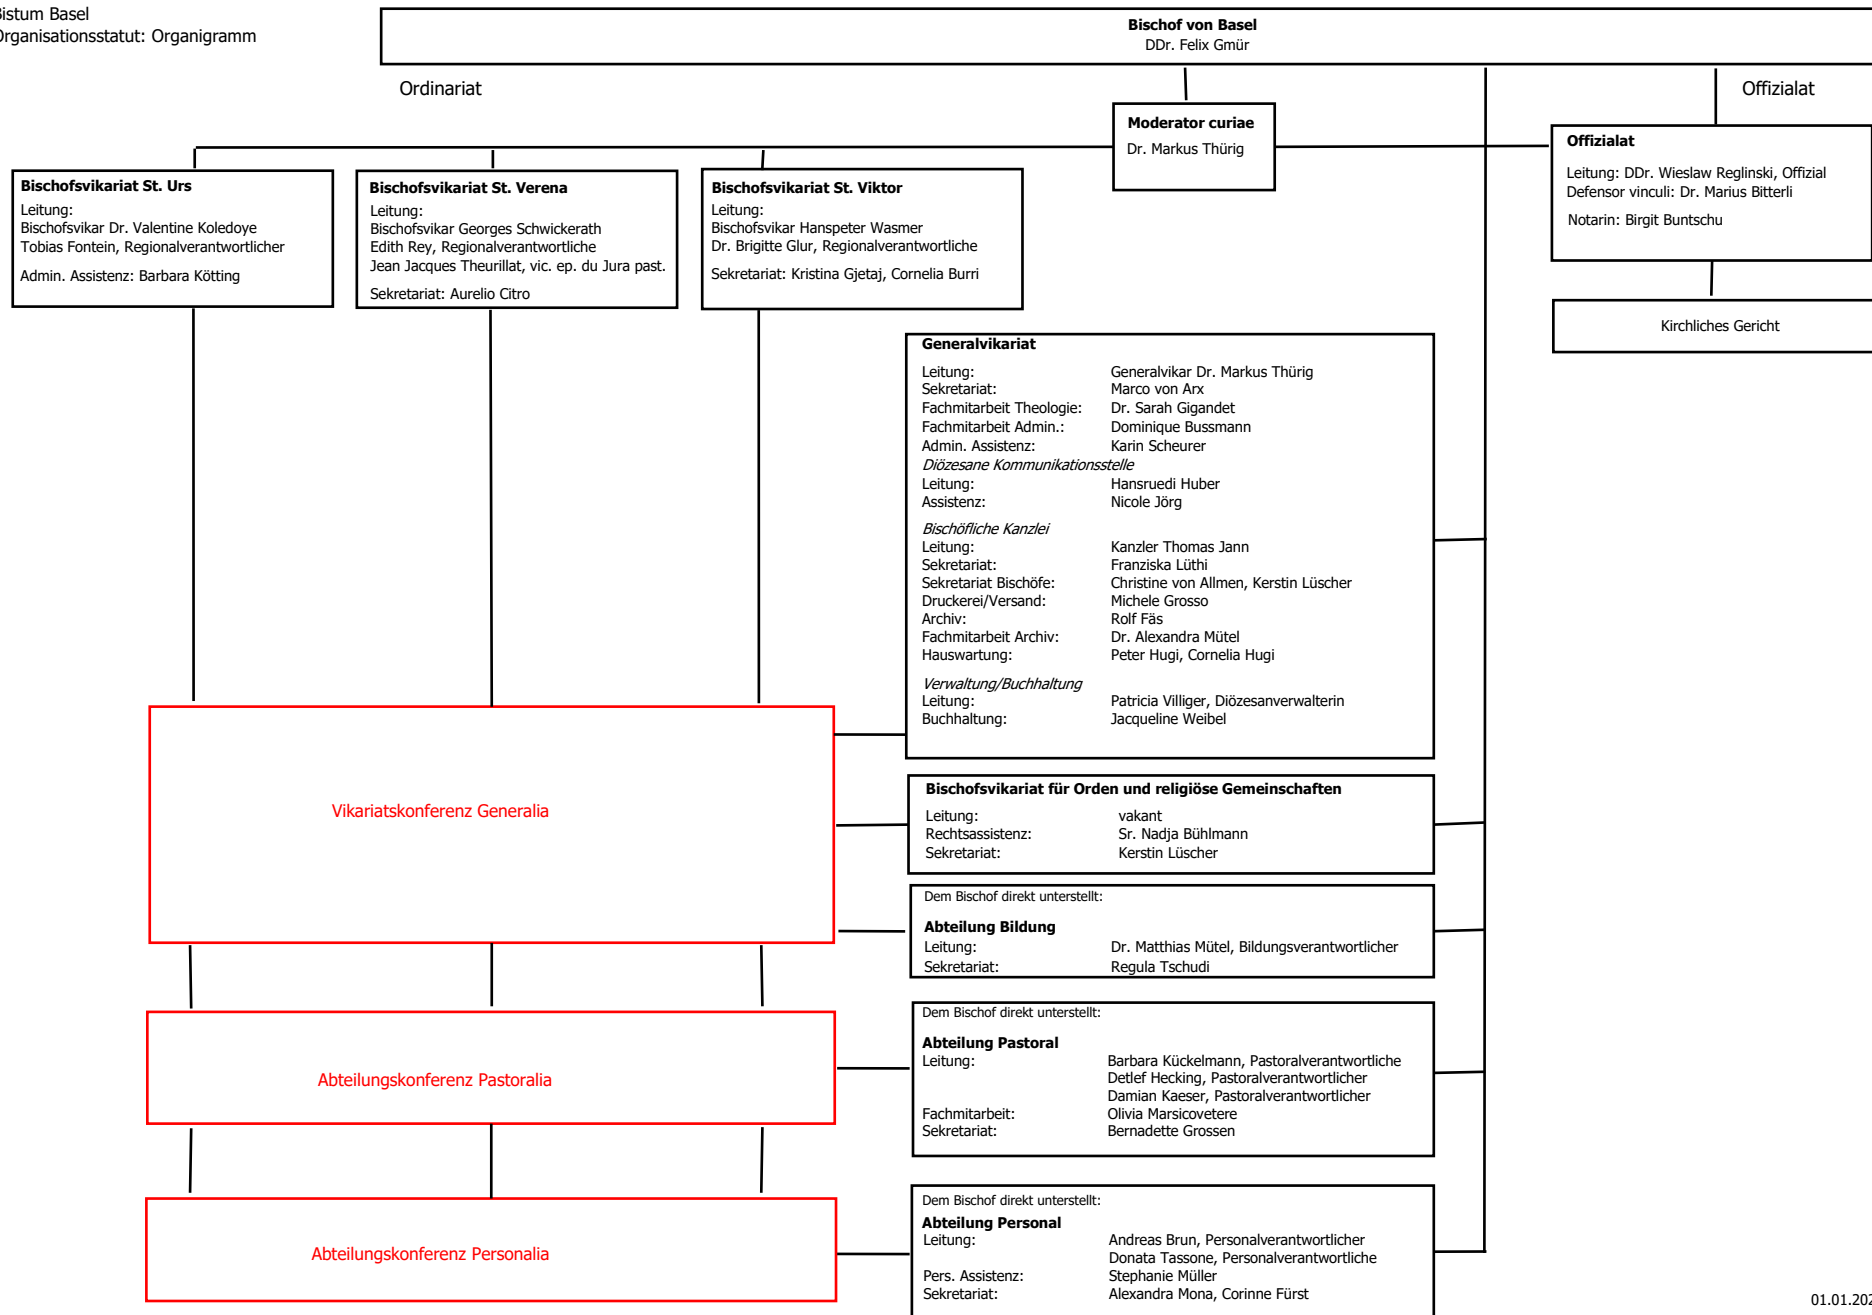 Bistum Basel
Organisationsstatut: Organigramm
Bischof von Basel
DDr. Felix Gmür
Ordinariat
Offizialat
Moderator curiae
Dr. Markus Thürig
Offizialat
Leitung: DDr. Wieslaw Reglinski, Offizial
Defensor vinculi: Dr. Marius Bitterli
Notarin: Birgit Buntschu
Kirchliches Gericht
Bischofsvikariat St. Urs
Leitung:
Bischofsvikar Dr. Valentine Koledoye
Tobias Fontein, Regionalverantwortlicher
Admin. Assistenz: Barbara Kötting
Bischofsvikariat St. Verena
Leitung:
Bischofsvikar Georges Schwickerath
Edith Rey, Regionalverantwortliche
Jean Jacques Theurillat, vic. ep. du Jura past.
Sekretariat: Aurelio Citro
Bischofsvikariat St. Viktor
Leitung:
Bischofsvikar Hanspeter Wasmer
Dr. Brigitte Glur, Regionalverantwortliche
Sekretariat: Kristina Gjetaj, Cornelia Burri
Generalvikariat
Leitung: Generalvikar Dr. Markus Thürig
Sekretariat: Marco von Arx
Fachmitarbeit Theologie: Dr. Sarah Gigandet
Fachmitarbeit Admin.: Dominique Bussmann
Admin. Assistenz: Karin Scheurer
Diözesane Kommunikationsstelle
Leitung: Hansruedi Huber
Assistenz: Nicole Jörg
Bischöfliche Kanzlei
Leitung: Kanzler Thomas Jann
Sekretariat: Franziska Lüthi
Sekretariat Bischöfe: Christine von Allmen, Kerstin Lüscher
Druckerei/Versand: Michele Grosso
Archiv: Rolf Fäs
Fachmitarbeit Archiv: Dr. Alexandra Mütel
Hauswartung: Peter Hugi, Cornelia Hugi
Verwaltung/Buchhaltung
Leitung: Patricia Villiger, Diözesanverwalterin
Buchhaltung: Jacqueline Weibel
Vikariatskonferenz Generalia
Bischofsvikariat für Orden und religiöse Gemeinschaften
Leitung: vakant
Rechtsassistenz: Sr. Nadja Bühlmann
Sekretariat: Kerstin Lüscher
Dem Bischof direkt unterstellt:
Abteilung Bildung
Leitung: Dr. Matthias Mütel, Bildungsverantwortlicher
Sekretariat: Regula Tschudi
Abteilungskonferenz Pastoralia
Dem Bischof direkt unterstellt:
Abteilung Pastoral
Leitung: Barbara Kückelmann, Pastoralverantwortliche
Detlef Hecking, Pastoralverantwortlicher
Damian Kaeser, Pastoralverantwortlicher
Fachmitarbeit: Olivia Marsicovetere
Sekretariat: Bernadette Grossen
Abteilungskonferenz Personalia
Dem Bischof direkt unterstellt:
Abteilung Personal
Leitung: Andreas Brun, Personalverantwortlicher
Donata Tassone, Personalverantwortliche
Pers. Assistenz: Stephanie Müller
Sekretariat: Alexandra Mona, Corinne Fürst